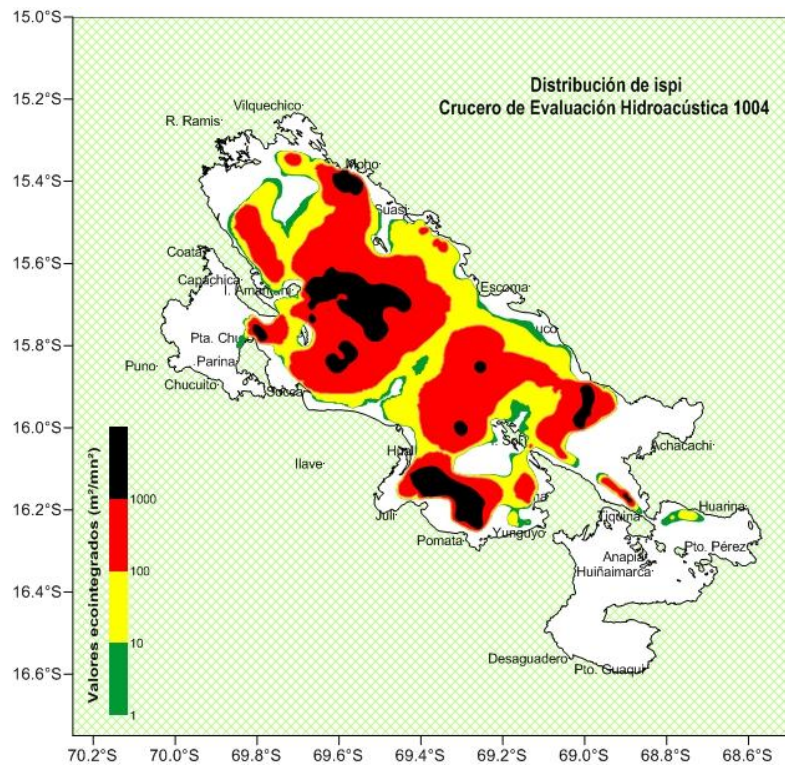 15.0°S
15.2°S
15.4°S
15.6°S
15.8°S
16.0°S
16.2°S
16.4°S
16.6°S
Distribución de ispi
Crucero de Evaluación Hidroacústica 1004
Vilquechico
R. Ramis
Moho
Suasi
Coata
Capachica
I. Amantani
Escoma
Pta. Chu
uco
Puno
Parina
Chucuito
Socca
Achacachi
Ilave
Juli
Tiquina
Huarina
Pomata
Yunguyo
Anapia
Pto. Pérez
Huiñaimarca
Desaguadero
Pto. Guaqui
Valores ecointegrados (m²/mn²)
1000
100
10
1
70.2°S
70.0°S
69.8°S
69.6°S
69.4°S
69.2°S
69.0°S
68.8°S
68.6°S